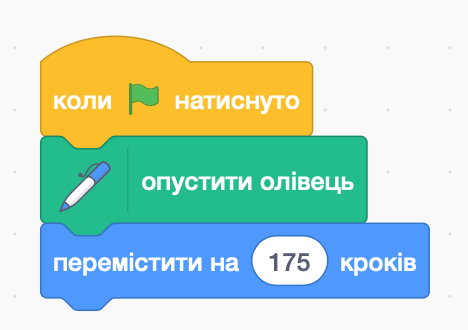 коли натиснуто
опустити олівець
перемістити на 175 кроків